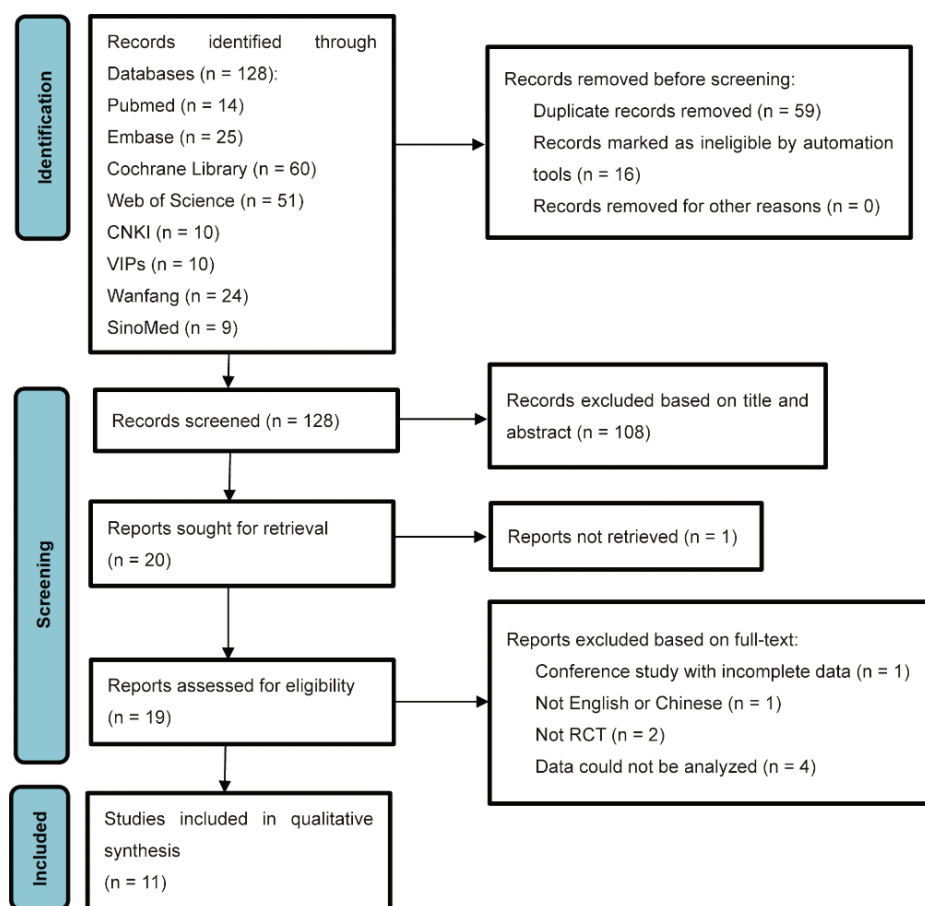 Identification
Records identified through
Databases (n = 128):
Pubmed (n = 14)
Embase (n = 25)
Cochrane Library (n = 60)
Web of Science (n = 51)
CNKI (n = 10)
VIPs (n = 10)
Wanfang (n = 24)
SinoMed (n = 9)
Records removed before screening:
Duplicate records removed (n = 59)
Records marked as ineligible by automation
tools (n = 16)
Records removed for other reasons (n = 0)
Screening
Records screened (n = 128)
Records excluded based on title and
abstract (n = 108)
Reports sought for retrieval
(n = 20)
Reports not retrieved (n = 1)
Reports assessed for eligibility
(n = 19)
Reports excluded based on full-text:
Conference study with incomplete data (n = 1)
Not English or Chinese (n = 1)
Not RCT (n = 2)
Data could not be analyzed (n = 4)
Included
Studies included in qualitative
synthesis
(n = 11)